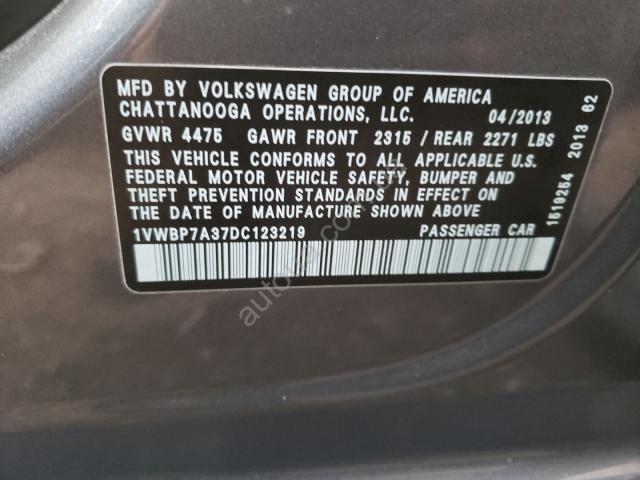 MFD BY VOLKSWAGEN GROUP OF AMERICA
CHATTANOOGA OPERATIONS, LLC. 04/2013
GVWR 4475 GAWR FRONT 2315 / REAR 2271 LBS
THIS VEHICLE CONFORMS TO ALL APPLICABLE U.S.
FEDERAL MOTOR VEHICLE SAFETY, BUMPER AND
THEFT PREVENTION STANDARDS IN EFFECT ON
THE DATE OF MANUFACTURE SHOWN ABOVE
1VWBP7A37DC123219 PASSENGER CAR
1519254 2013 62